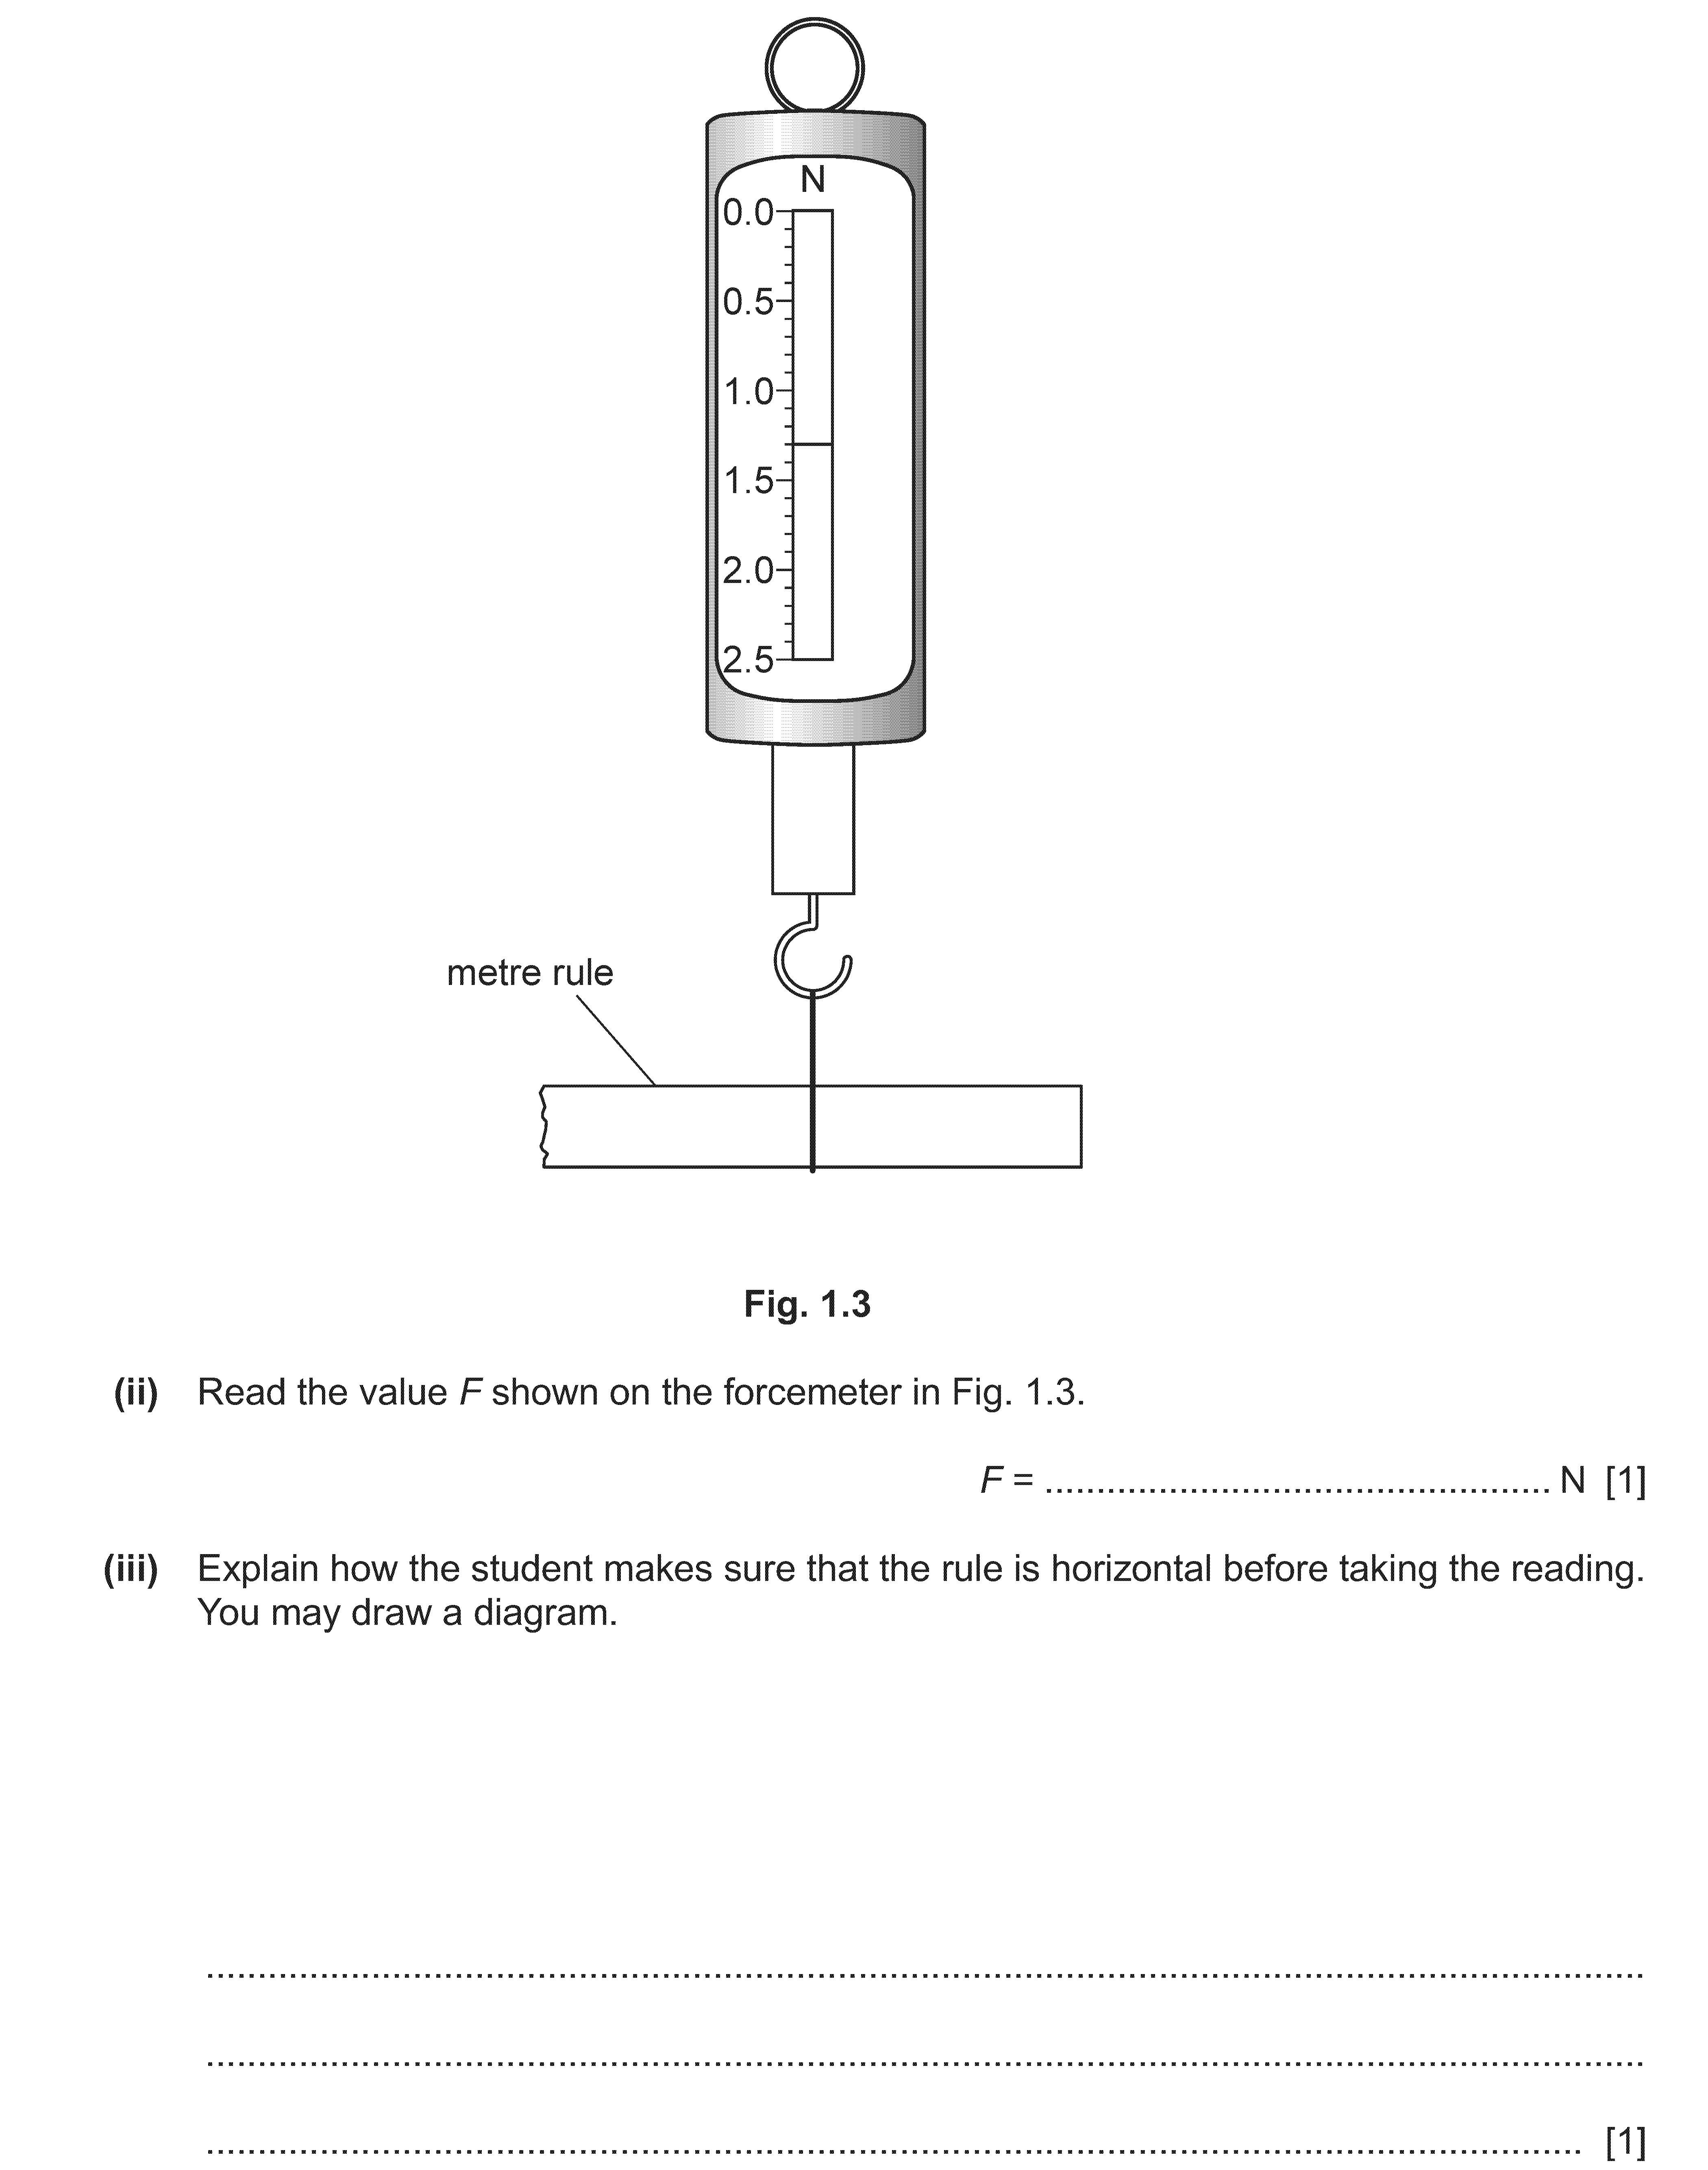 N
0.0
0.5
1.0
1.5
2.0
2.5
metre rule
Fig. 1.3
(ii) Read the value F shown on the forcemeter in Fig. 1.3.
F = ................................................ N [1]
(iii) Explain how the student makes sure that the rule is horizontal before taking the reading.
You may draw a diagram.
..........................................................................................................................................
..........................................................................................................................................
.................................................................................................................................... [1]